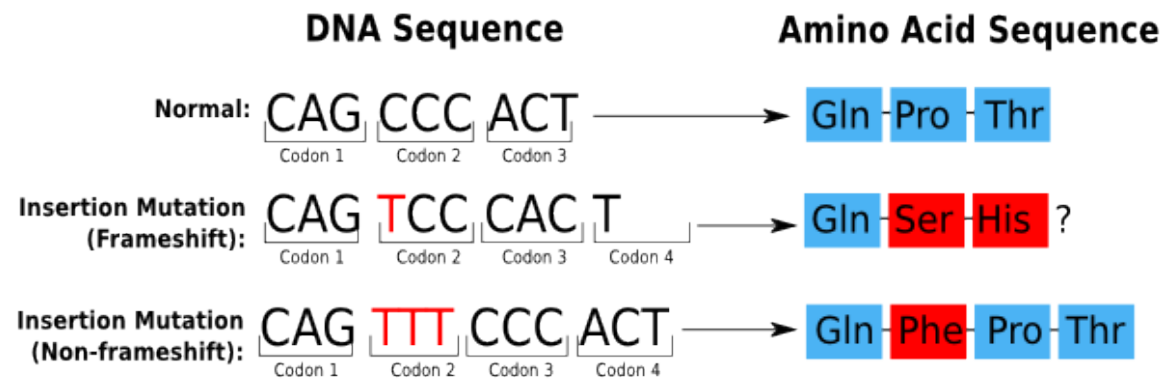 DNA Sequence Amino Acid Sequence
Normal: CAG CCC ACT Gln Pro Thr
Codon 1 Codon 2 Codon 3
Insertion Mutation
(Frameshift):
CAG TCC CAC T Gln Ser His ?
Codon 1 Codon 2 Codon 3 Codon 4
Insertion Mutation
(Non-frameshift):
CAG TTT CCC ACT Gln Phe Pro Thr
Codon 1 Codon 2 Codon 3 Codon 4